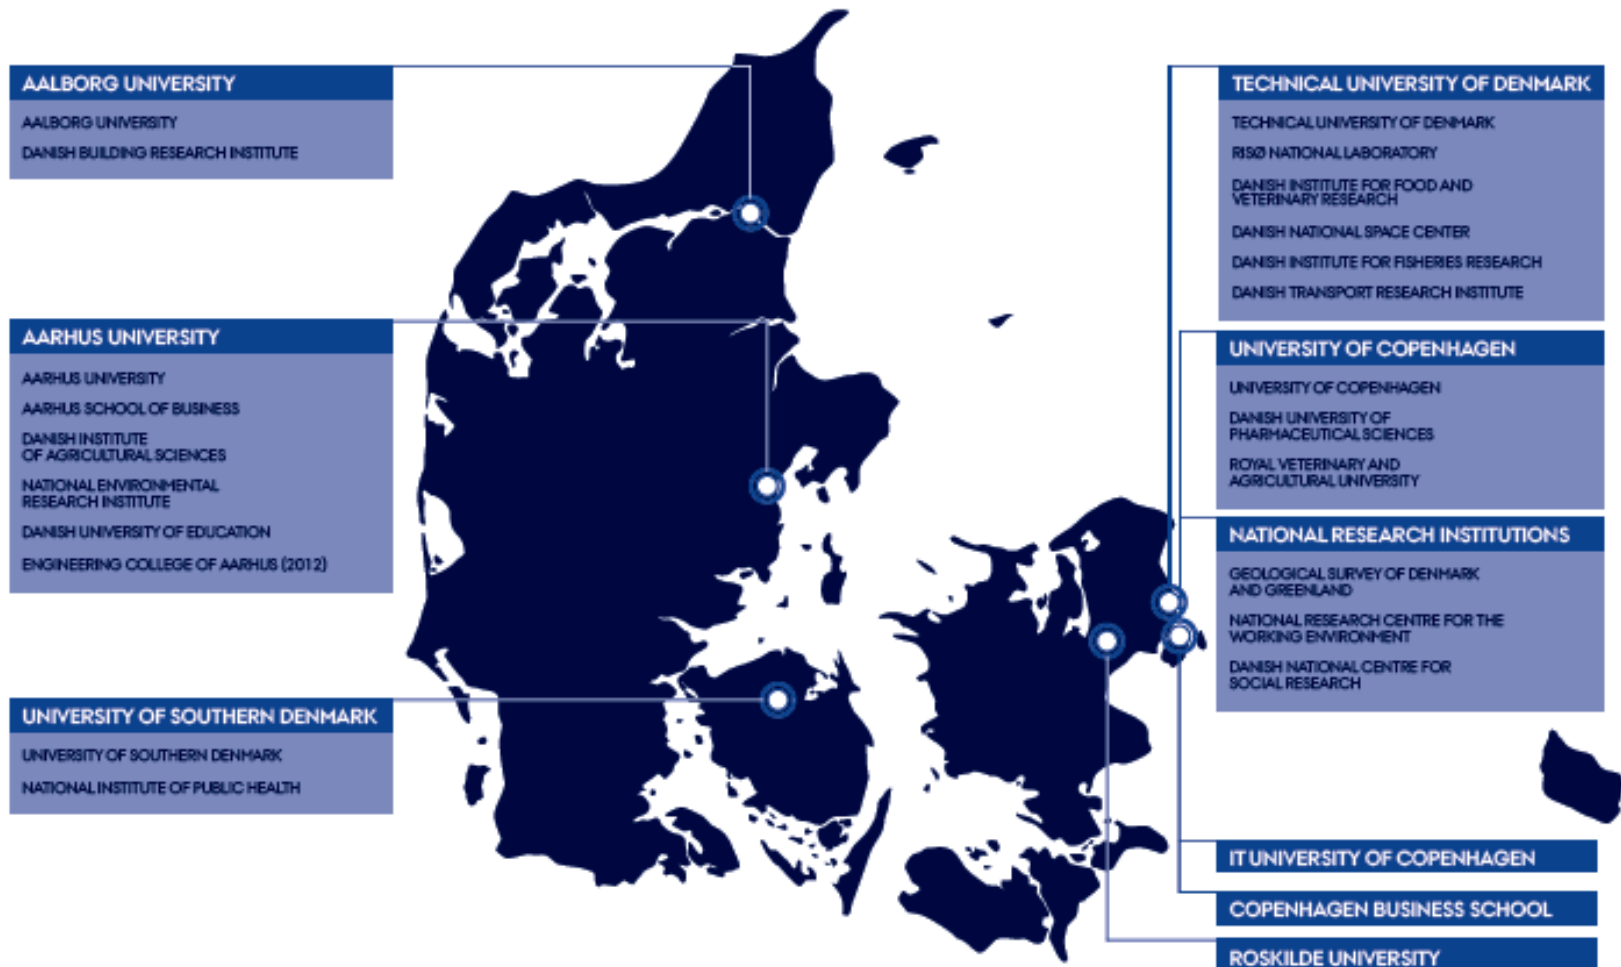 AALBORG UNIVERSITY
AALBORG UNIVERSITY
DANISH BUILDING RESEARCH INSTITUTE
AARHUS UNIVERSITY
AARHUS UNIVERSITY
AARHUS SCHOOL OF BUSINESS
DANISH INSTITUTE
OF AGRICULTURAL SCIENCES
NATIONAL ENVIRONMENTAL
RESEARCH INSTITUTE
DANISH UNIVERSITY OF EDUCATION
ENGINEERING COLLEGE OF AARHUS (2012)
UNIVERSITY OF SOUTHERN DENMARK
UNIVERSITY OF SOUTHERN DENMARK
NATIONAL INSTITUTE OF PUBLIC HEALTH
TECHNICAL UNIVERSITY OF DENMARK
TECHNICAL UNIVERSITY OF DENMARK
RISØ NATIONAL LABORATORY
DANISH INSTITUTE FOR FOOD AND
VETERINARY RESEARCH
DANISH NATIONAL SPACE CENTER
DANISH INSTITUTE FOR FISHERIES RESEARCH
DANISH TRANSPORT RESEARCH INSTITUTE
UNIVERSITY OF COPENHAGEN
UNIVERSITY OF COPENHAGEN
DANISH UNIVERSITY OF
PHARMACEUTICAL SCIENCES
ROYAL VETERINARY AND
AGRICULTURAL UNIVERSITY
NATIONAL RESEARCH INSTITUTIONS
GEOLOGICAL SURVEY OF DENMARK
AND GREENLAND
NATIONAL RESEARCH CENTRE FOR THE
WORKING ENVIRONMENT
DANISH NATIONAL CENTRE FOR
SOCIAL RESEARCH
IT UNIVERSITY OF COPENHAGEN
COPENHAGEN BUSINESS SCHOOL
ROSKILDE UNIVERSITY